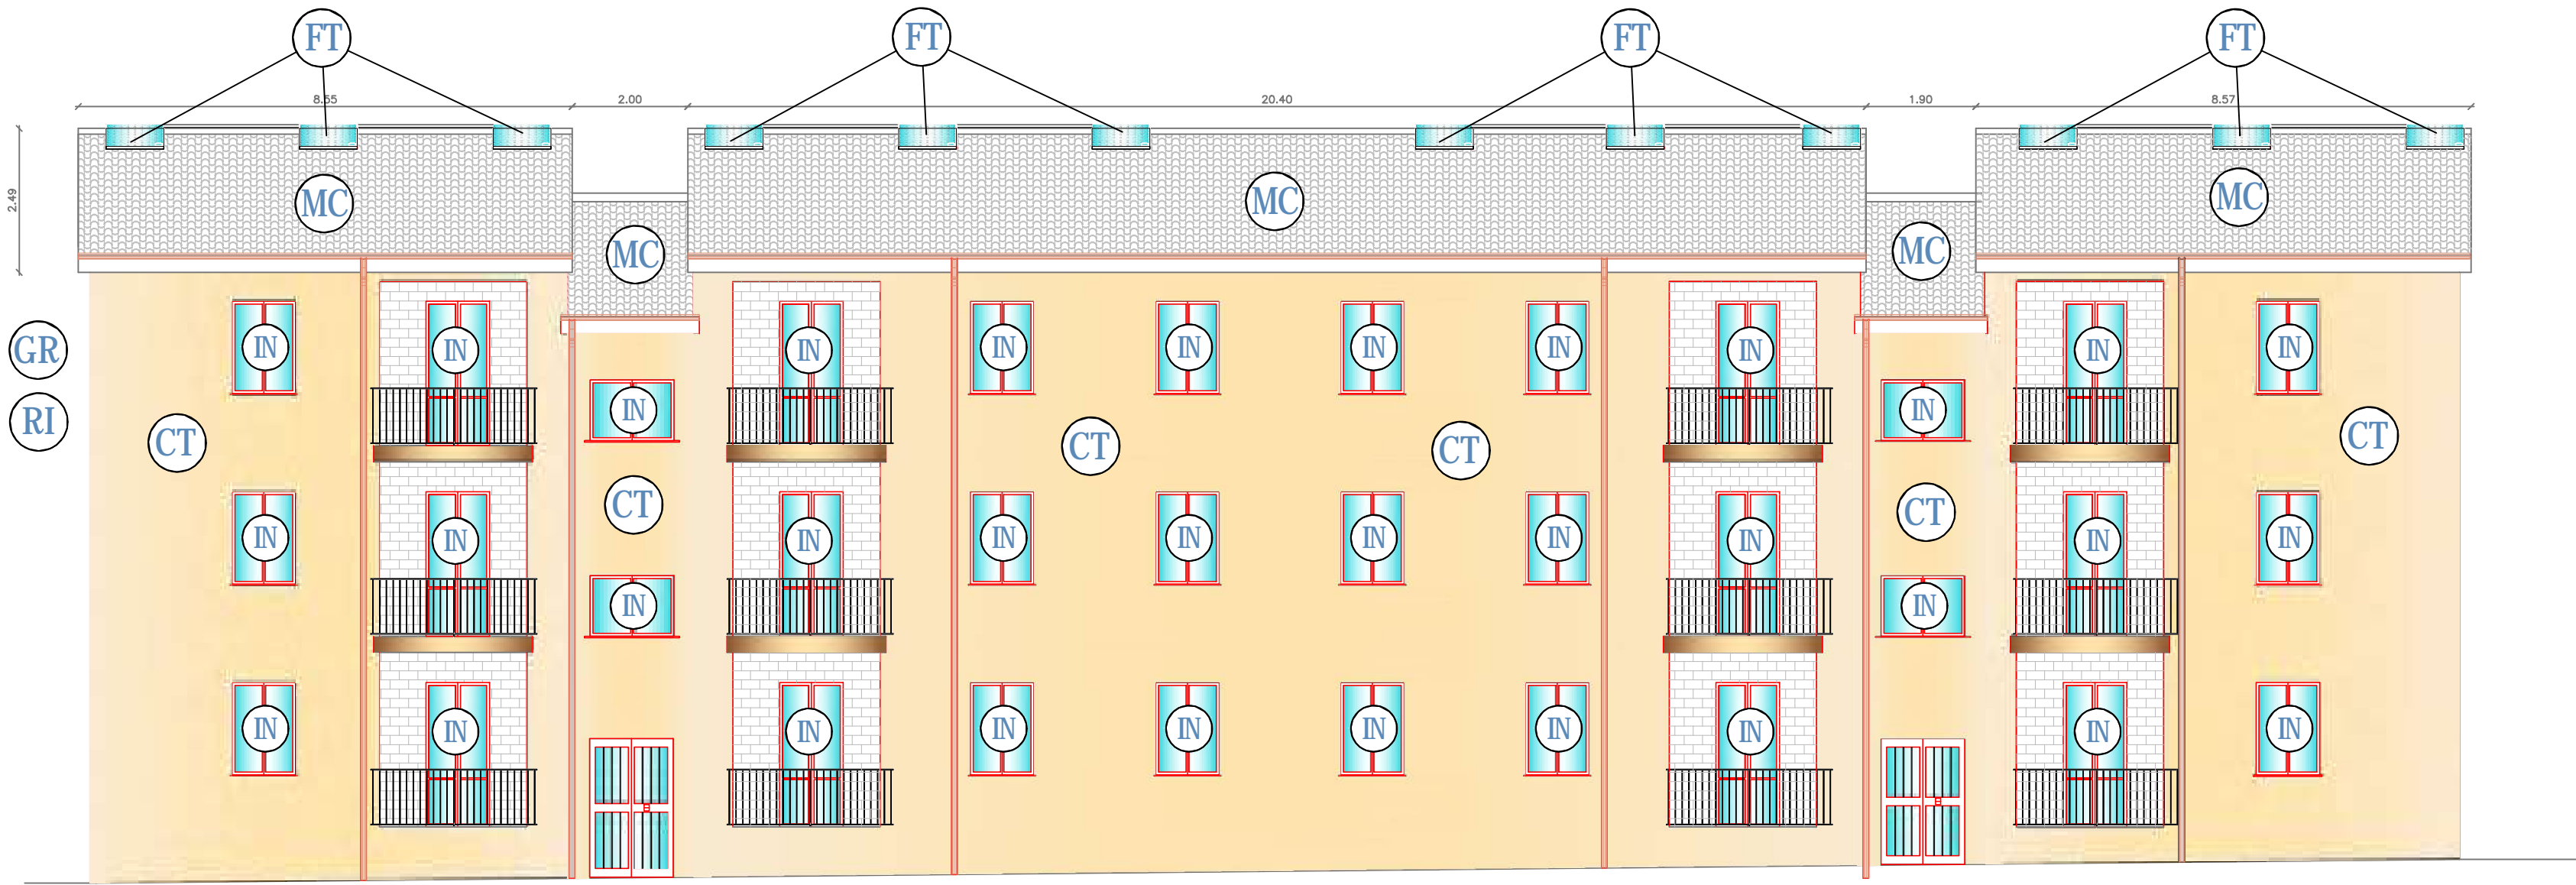 FT FT FT FT
8.55 2.00 20.40 1.90 8.57
2.49
MC MC MC
MC MC
GR IN IN IN IN IN IN IN IN IN IN
IN IN
RI
CT CT CT CT
CT CT
IN IN IN IN IN IN IN IN IN IN
IN IN
IN IN IN IN IN IN IN IN IN IN